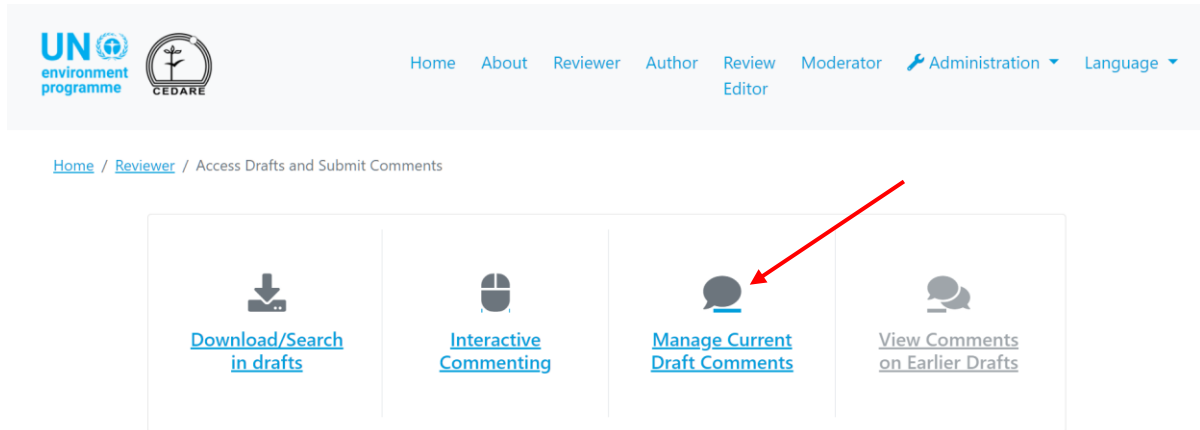 UN
environment
programme
CEDARE
Home About Reviewer Author Review Editor Moderator Administration Language
Home / Reviewer / Access Drafts and Submit Comments
Download/Search
in drafts
Interactive
Commenting
Manage Current
Draft Comments
View Comments
on Earlier Drafts